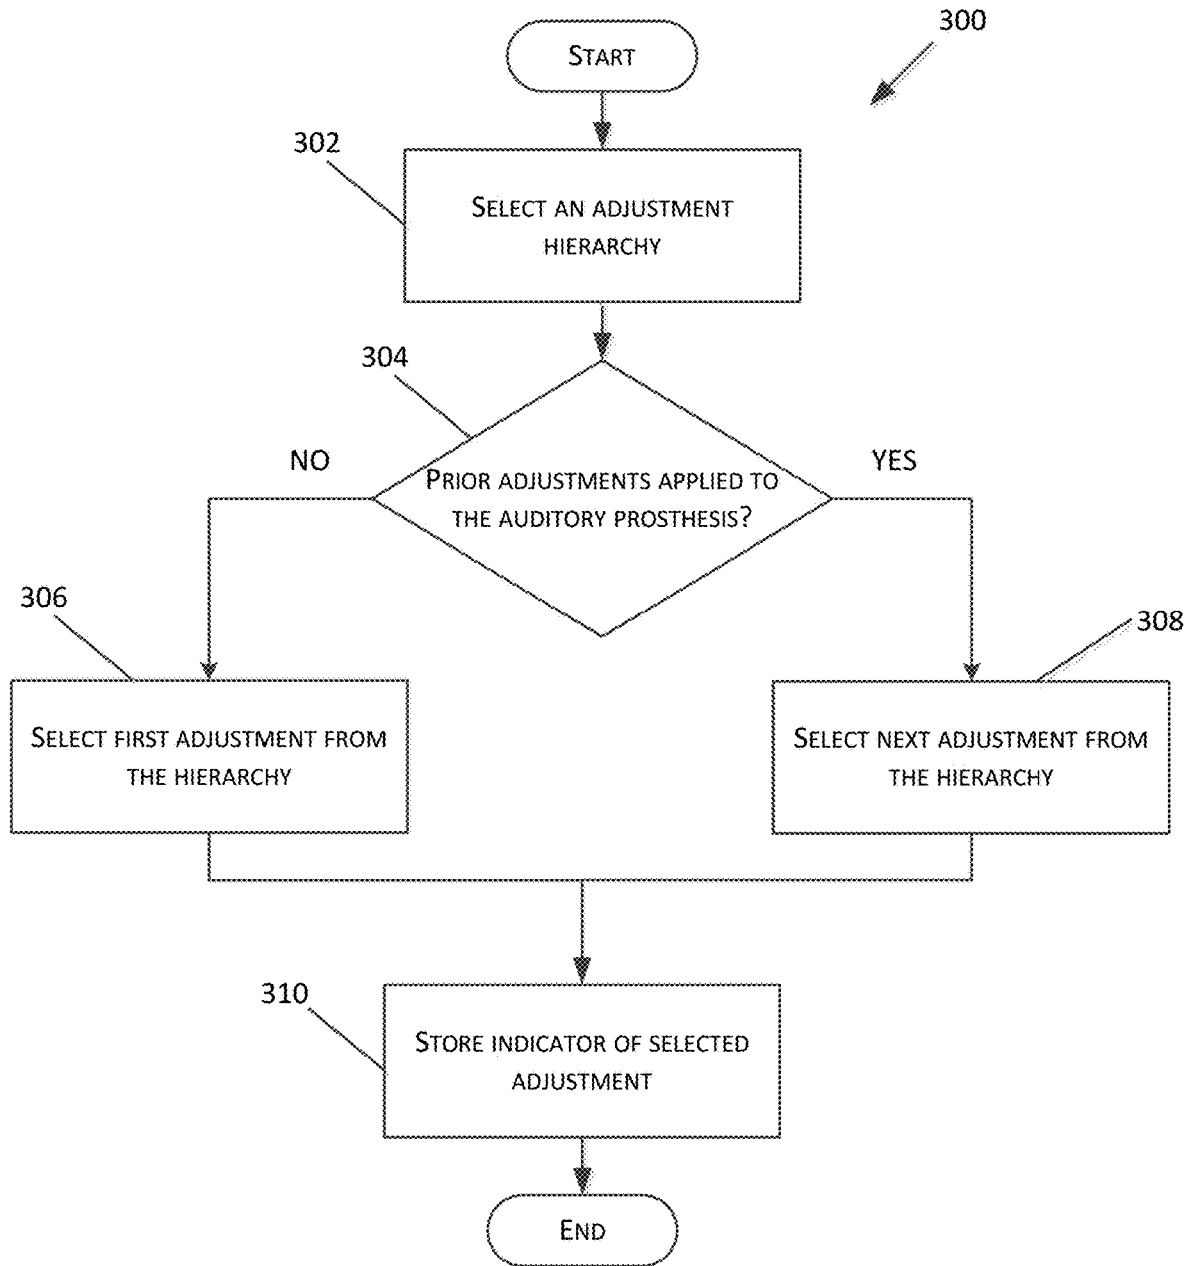 START
300
302
SELECT AN ADJUSTMENT
HIERARCHY
304
NO
YES
PRIOR ADJUSTMENTS APPLIED TO
THE AUDITORY PROSTHESIS?
306
308
SELECT FIRST ADJUSTMENT FROM
THE HIERARCHY
SELECT NEXT ADJUSTMENT FROM
THE HIERARCHY
310
STORE INDICATOR OF SELECTED
ADJUSTMENT
END